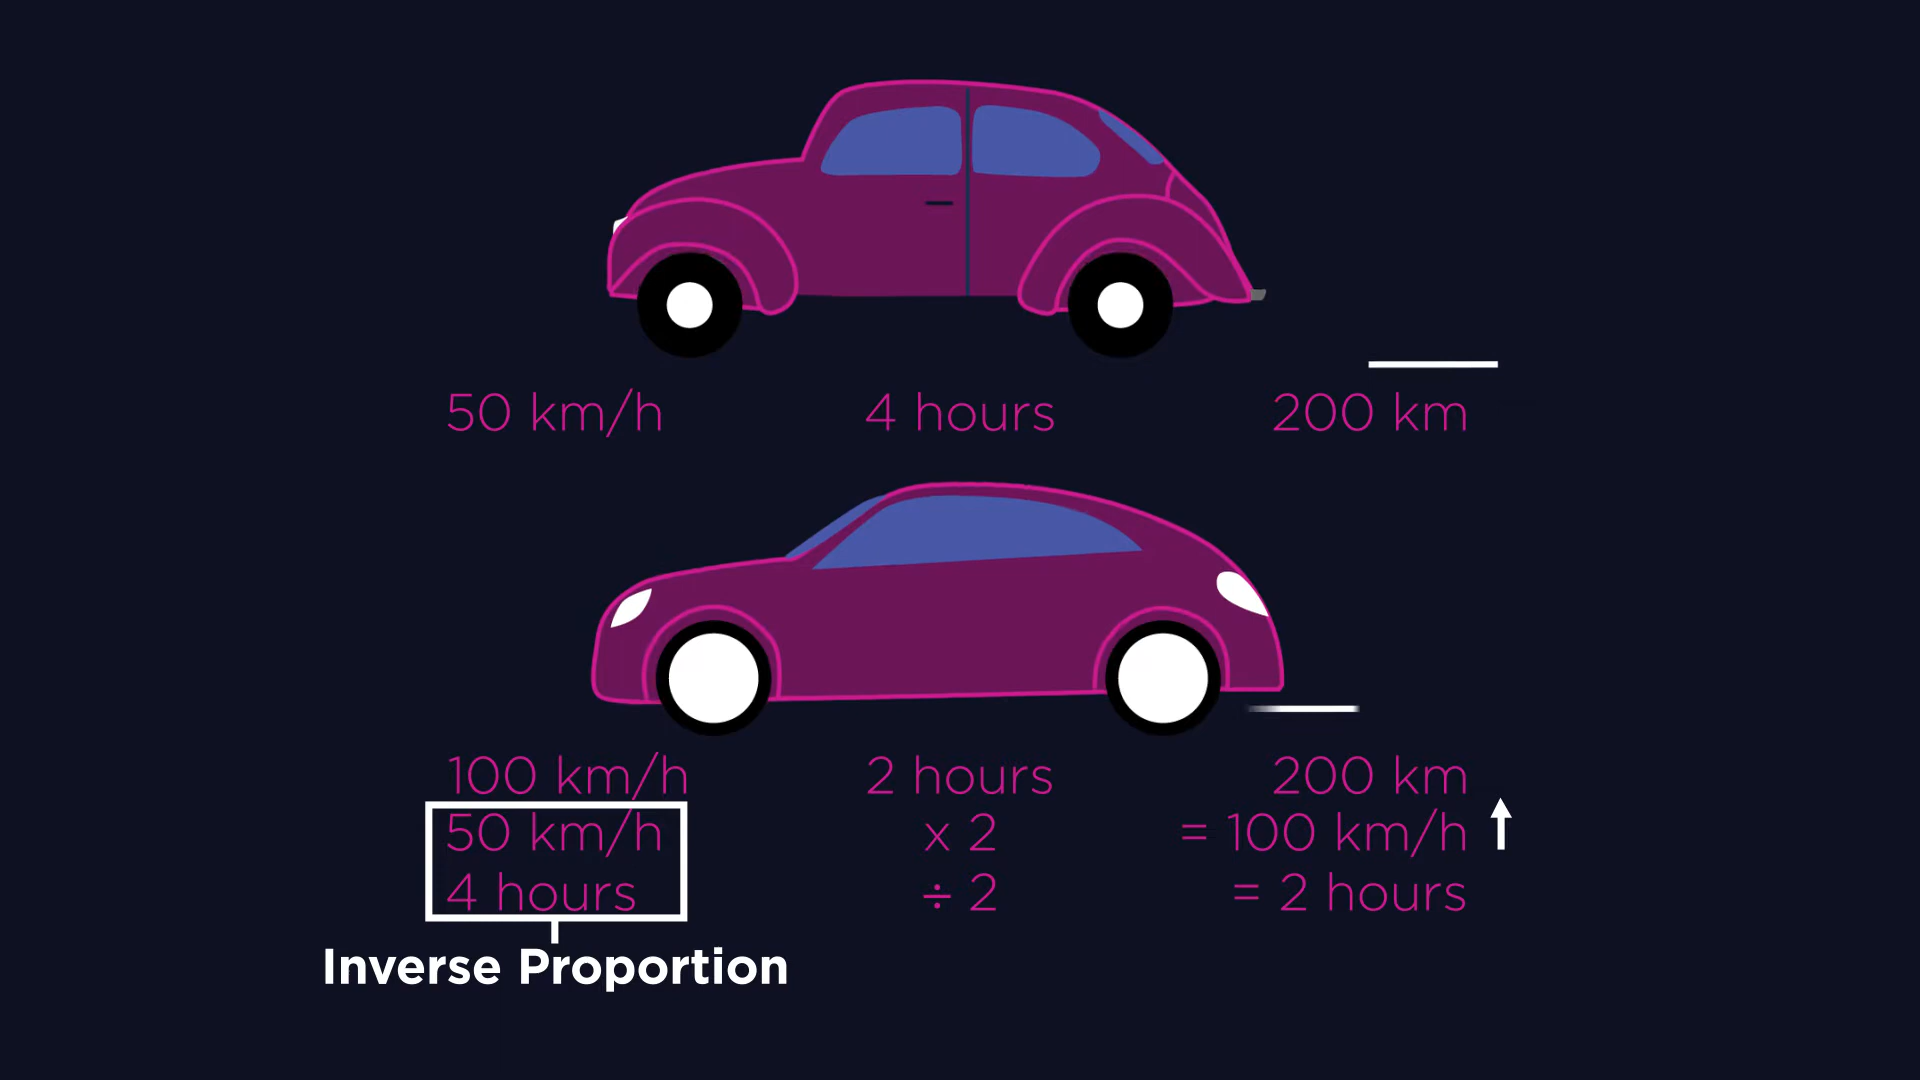 50 km/h 4 hours 200 km
100 km/h 2 hours 200 km
50 km/h x 2 = 100 km/h
4 hours ÷ 2 = 2 hours
Inverse Proportion